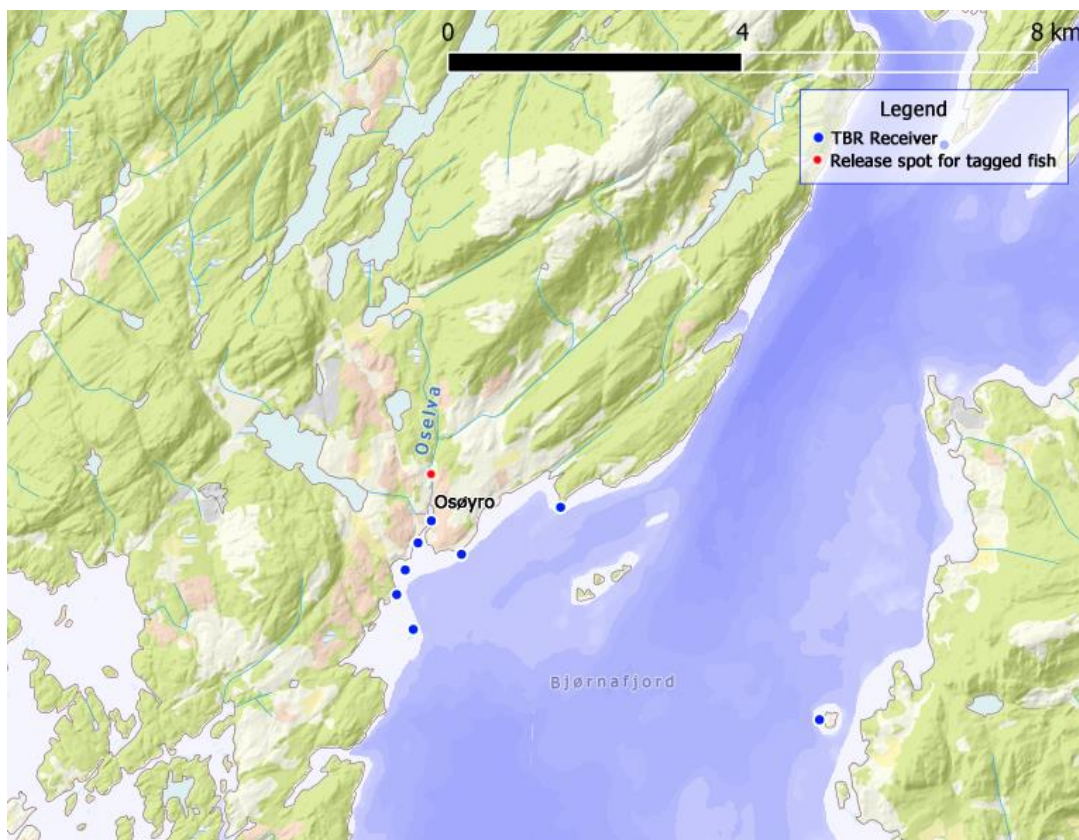 0 4 8 km
Legend
TBR Receiver
Release spot for tagged fish
Oselva
Osøyro
Bjørnafjord